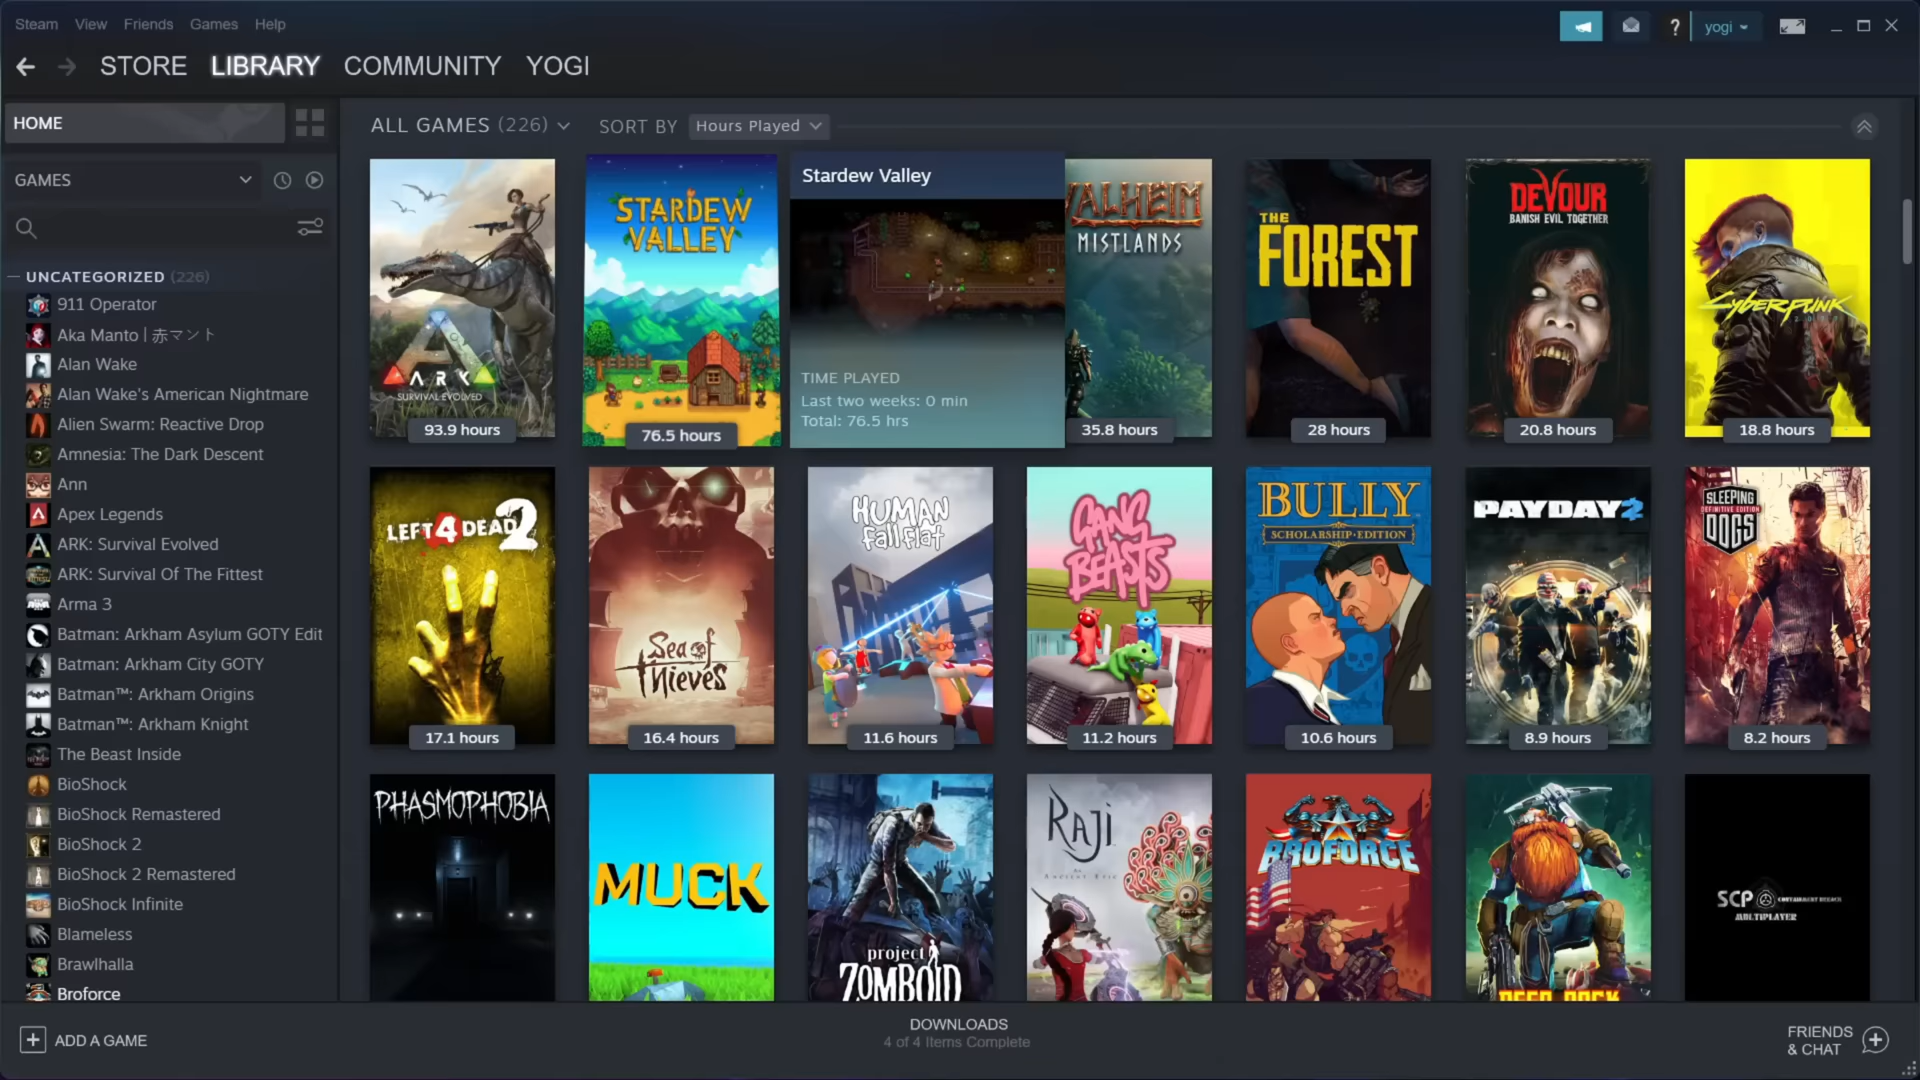 Steam View Friends Games Help
? yogi
STORE LIBRARY COMMUNITY YOGI
HOME
ALL GAMES (226) SORT BY Hours Played
GAMES
UNCATEGORIZED (226)
911 Operator
Aka Manto | 赤マント
Alan Wake
Alan Wake's American Nightmare
Alien Swarm: Reactive Drop
Amnesia: The Dark Descent
Ann
Apex Legends
ARK: Survival Evolved
ARK: Survival Of The Fittest
Arma 3
Batman: Arkham Asylum GOTY Edit
Batman: Arkham City GOTY
Batman™: Arkham Origins
Batman™: Arkham Knight
The Beast Inside
BioShock
BioShock Remastered
BioShock 2
BioShock 2 Remastered
BioShock Infinite
Blameless
Brawlhalla
Broforce
ARK
SURVIVAL EVOLVED
93.9 hours
STARDEW
VALLEY
76.5 hours
Stardew Valley
TIME PLAYED
Last two weeks: 0 min
Total: 76.5 hrs
VALHEIM
MISTLANDS
35.8 hours
THE
FOREST
28 hours
DEVOUR
BANISH EVIL TOGETHER
20.8 hours
Cyberpunk
18.8 hours
LEFT 4 DEAD 2
17.1 hours
Sea of
Thieves
16.4 hours
HUMAN
fall flat
11.6 hours
GANG
BEASTS
11.2 hours
BULLY
SCHOLARSHIP·EDITION
10.6 hours
PAYDAY 2
8.9 hours
SLEEPING
DEFINITIVE EDITION
DOGS
8.2 hours
PHASMOPHOBIA
MUCK
project
ZOMBOID
RAJI
BROFORCE
DEEP ROCK
SCP CONTAINMENT BREACH
MULTIPLAYER
ADD A GAME
DOWNLOADS
4 of 4 Items Complete
FRIENDS
& CHAT